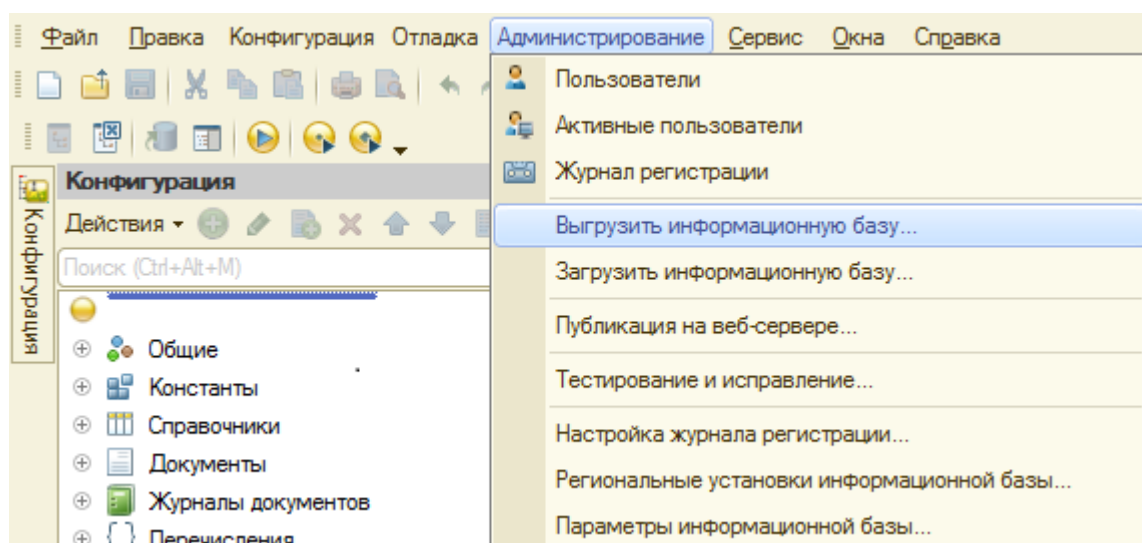 Файл Правка Конфигурация Отладка Администрирование Сервис Окна Справка
Пользователи
Активные пользователи
Журнал регистрации
Выгрузить информационную базу...
Загрузить информационную базу...
Публикация на веб-сервере...
Тестирование и исправление...
Настройка журнала регистрации...
Региональные установки информационной базы...
Параметры информационной базы...
Конфигурация
Конфигурация
Действия
Поиск (Ctrl+Alt+M)
Общие
Константы
Справочники
Документы
Журналы документов
Перечисления